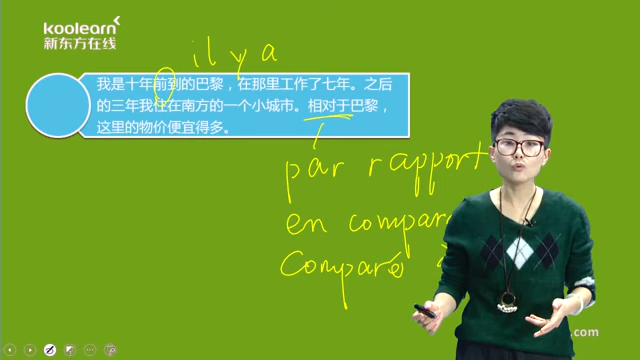 koolearn
新东方在线
il y a
我是十年前到的巴黎，在那里工作了七年。之后
的三年我住在南方的一个小城市。相对于巴黎，
这里的物价便宜得多。
par rapport
en compar
Comparé
.com